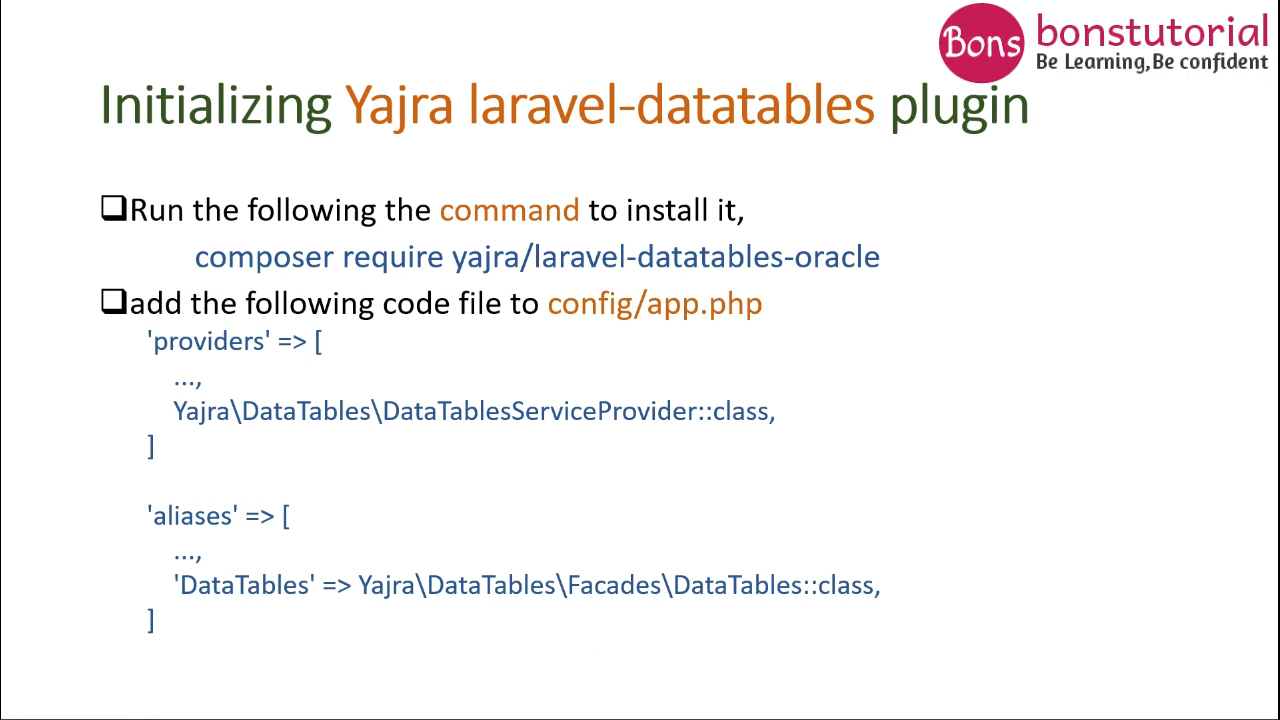 Bons
bonstutorial
Be Learning,Be confident
Initializing Yajra laravel-datatables plugin
Run the following the command to install it,
composer require yajra/laravel-datatables-oracle
add the following code file to config/app.php
'providers' => [
...,
Yajra\DataTables\DataTablesServiceProvider::class,
]
'aliases' => [
...,
'DataTables' => Yajra\DataTables\Facades\DataTables::class,
]